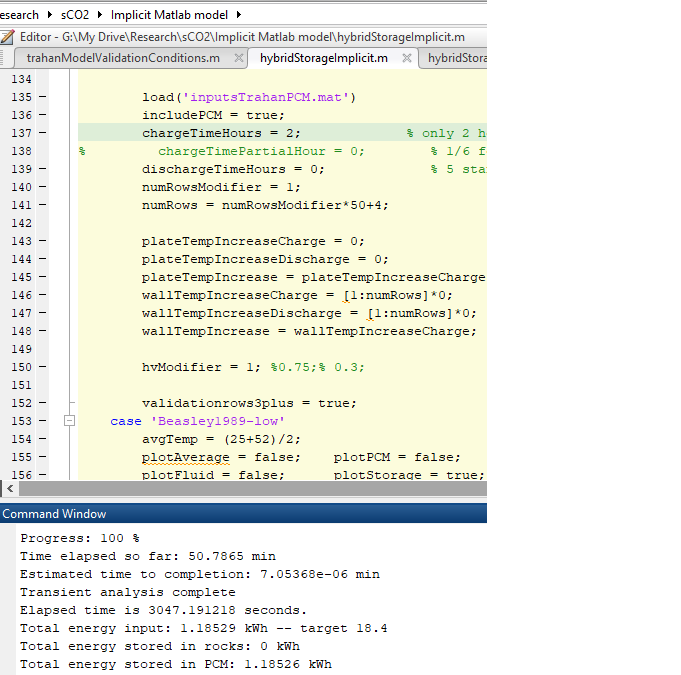 esearch ▸ sCO2 ▸ Implicit Matlab model ▸
Editor - G:\My Drive\Research\sCO2\Implicit Matlab model\hybridStorageImplicit.m
trahanModelValidationConditions.m × hybridStorageImplicit.m × hybridStora
134
135 – load('inputsTrahanPCM.mat')
136 – includePCM = true;
137 – chargeTimeHours = 2; % only 2 h
138 % chargeTimePartialHour = 0; % 1/6 f
139 – dischargeTimeHours = 0; % 5 sta
140 – numRowsModifier = 1;
141 – numRows = numRowsModifier*50+4;
142
143 – plateTempIncreaseCharge = 0;
144 – plateTempIncreaseDischarge = 0;
145 – plateTempIncrease = plateTempIncreaseCharge
146 – wallTempIncreaseCharge = [1:numRows]*0;
147 – wallTempIncreaseDischarge = [1:numRows]*0;
148 – wallTempIncrease = wallTempIncreaseCharge;
149
150 – hvModifier = 1; %0.75;% 0.3;
151
152 – validationrows3plus = true;
153 – case 'Beasley1989-low'
154 – avgTemp = (25+52)/2;
155 – plotAverage = false; plotPCM = false;
156 – plotFluid = false; plotStorage = true;
Command Window
Progress: 100 %
Time elapsed so far: 50.7865 min
Estimated time to completion: 7.05368e-06 min
Transient analysis complete
Elapsed time is 3047.191218 seconds.
Total energy input: 1.18529 kWh -- target 18.4
Total energy stored in rocks: 0 kWh
Total energy stored in PCM: 1.18526 kWh